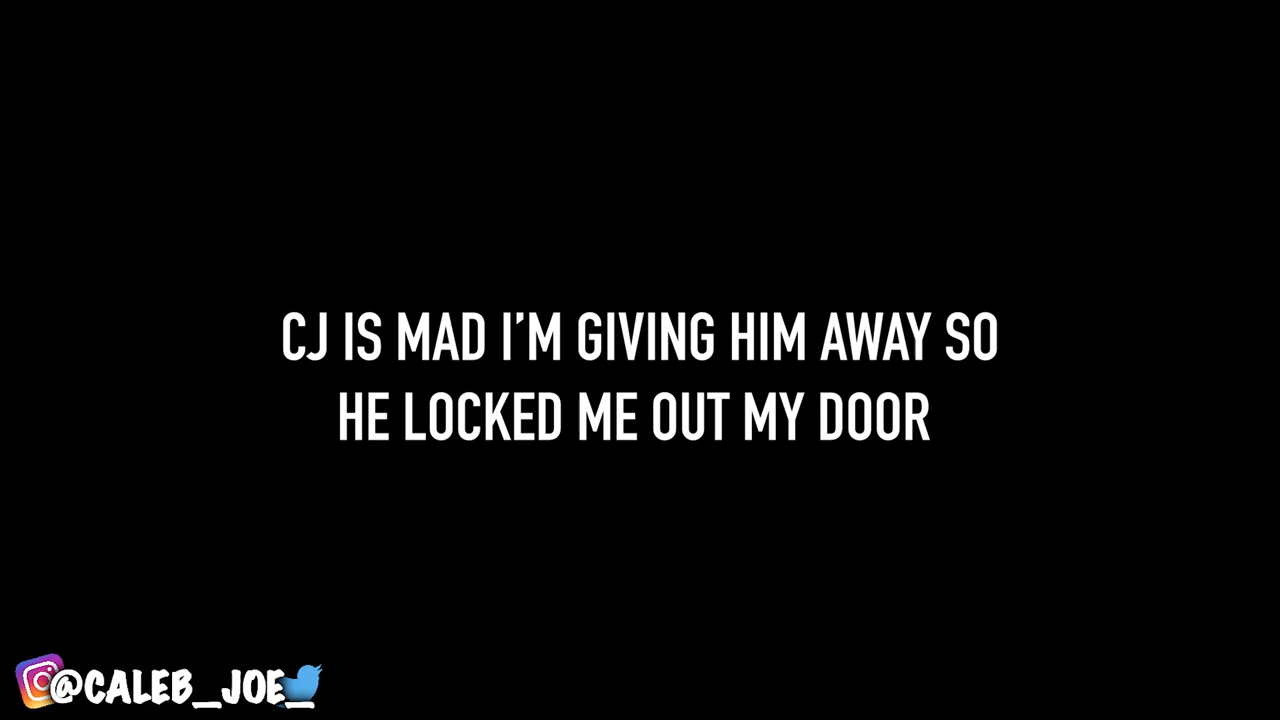 CJ IS MAD I'M GIVING HIM AWAY SO
HE LOCKED ME OUT MY DOOR
@CALEB_JOE_